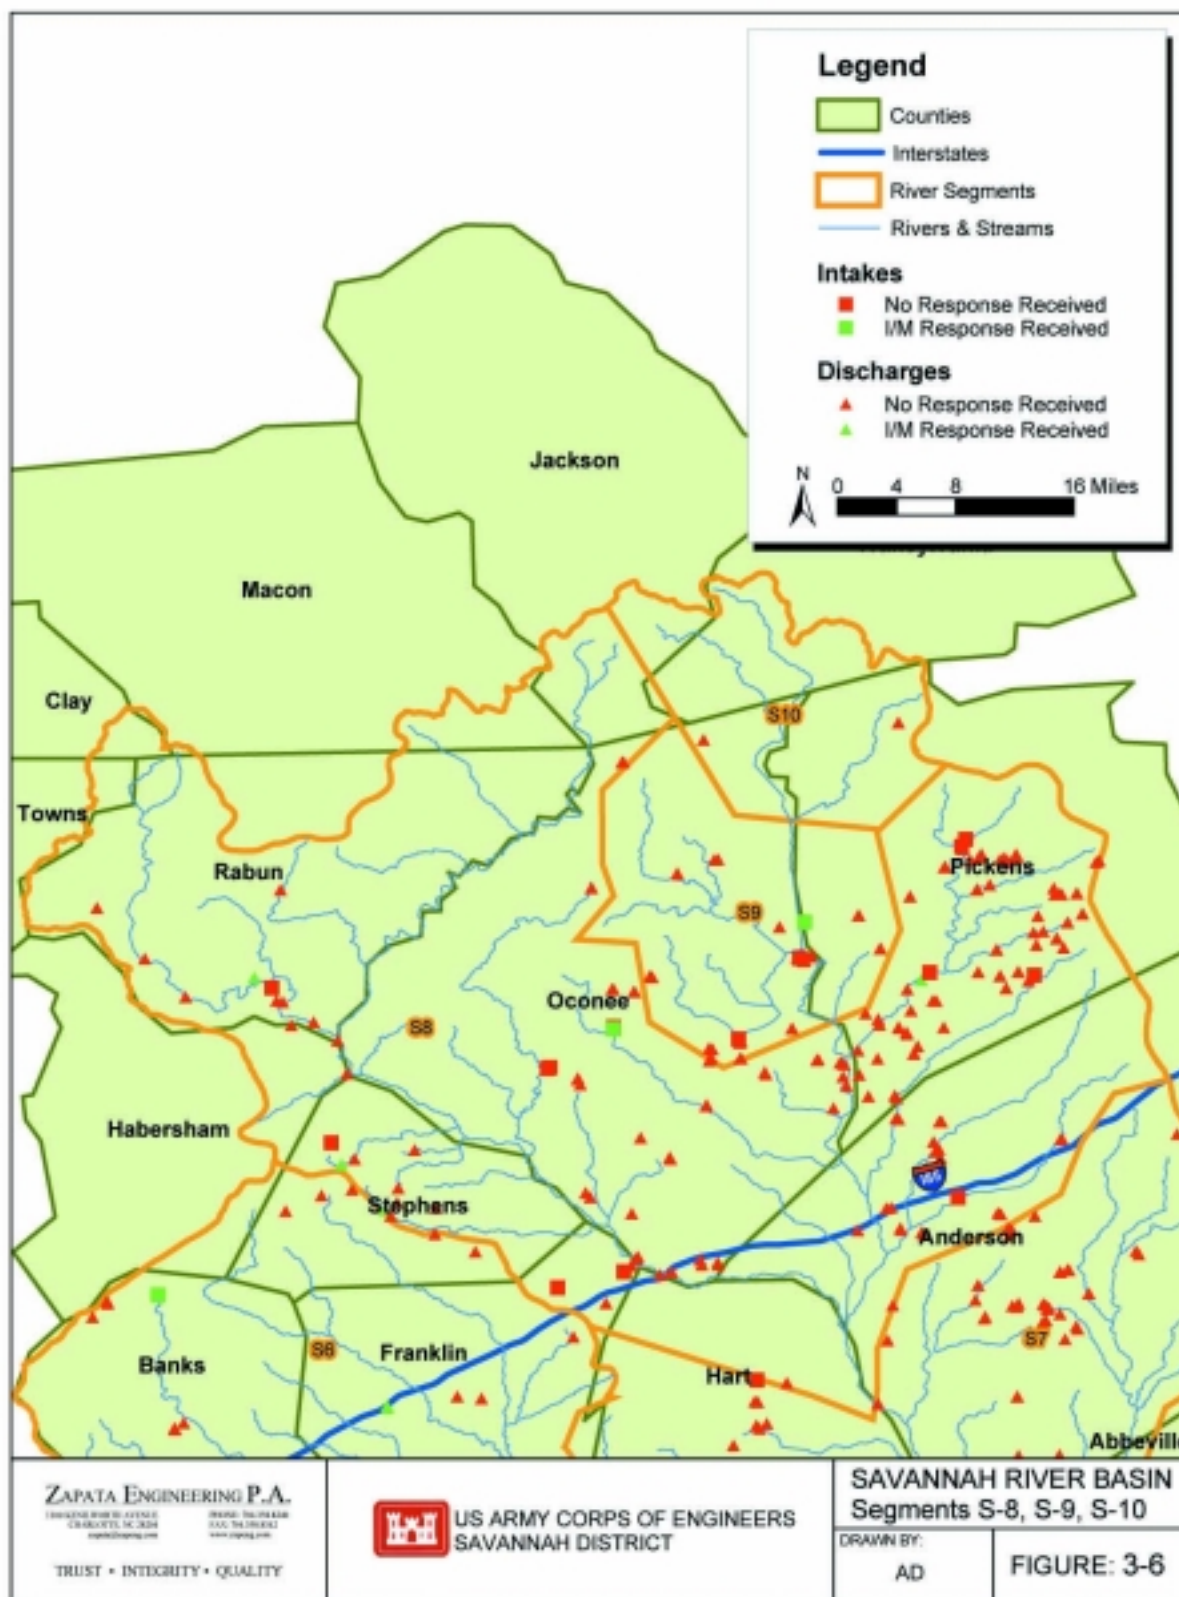 Legend
Counties
Interstates
River Segments
Rivers & Streams
Intakes
No Response Received
I/M Response Received
Discharges
No Response Received
I/M Response Received
N
0 4 8 16 Miles
Jackson
Macon
Clay
S10
Towns
Rabun
Pickens
S9
Oconee
S8
Habersham
Stephens
Anderson
S6
Banks
Franklin
S7
Hart
Abbeville
ZAPATA ENGINEERING P.A.
TRUST • INTEGRITY • QUALITY
US ARMY CORPS OF ENGINEERS
SAVANNAH DISTRICT
SAVANNAH RIVER BASIN
Segments S-8, S-9, S-10
DRAWN BY:
AD
FIGURE: 3-6